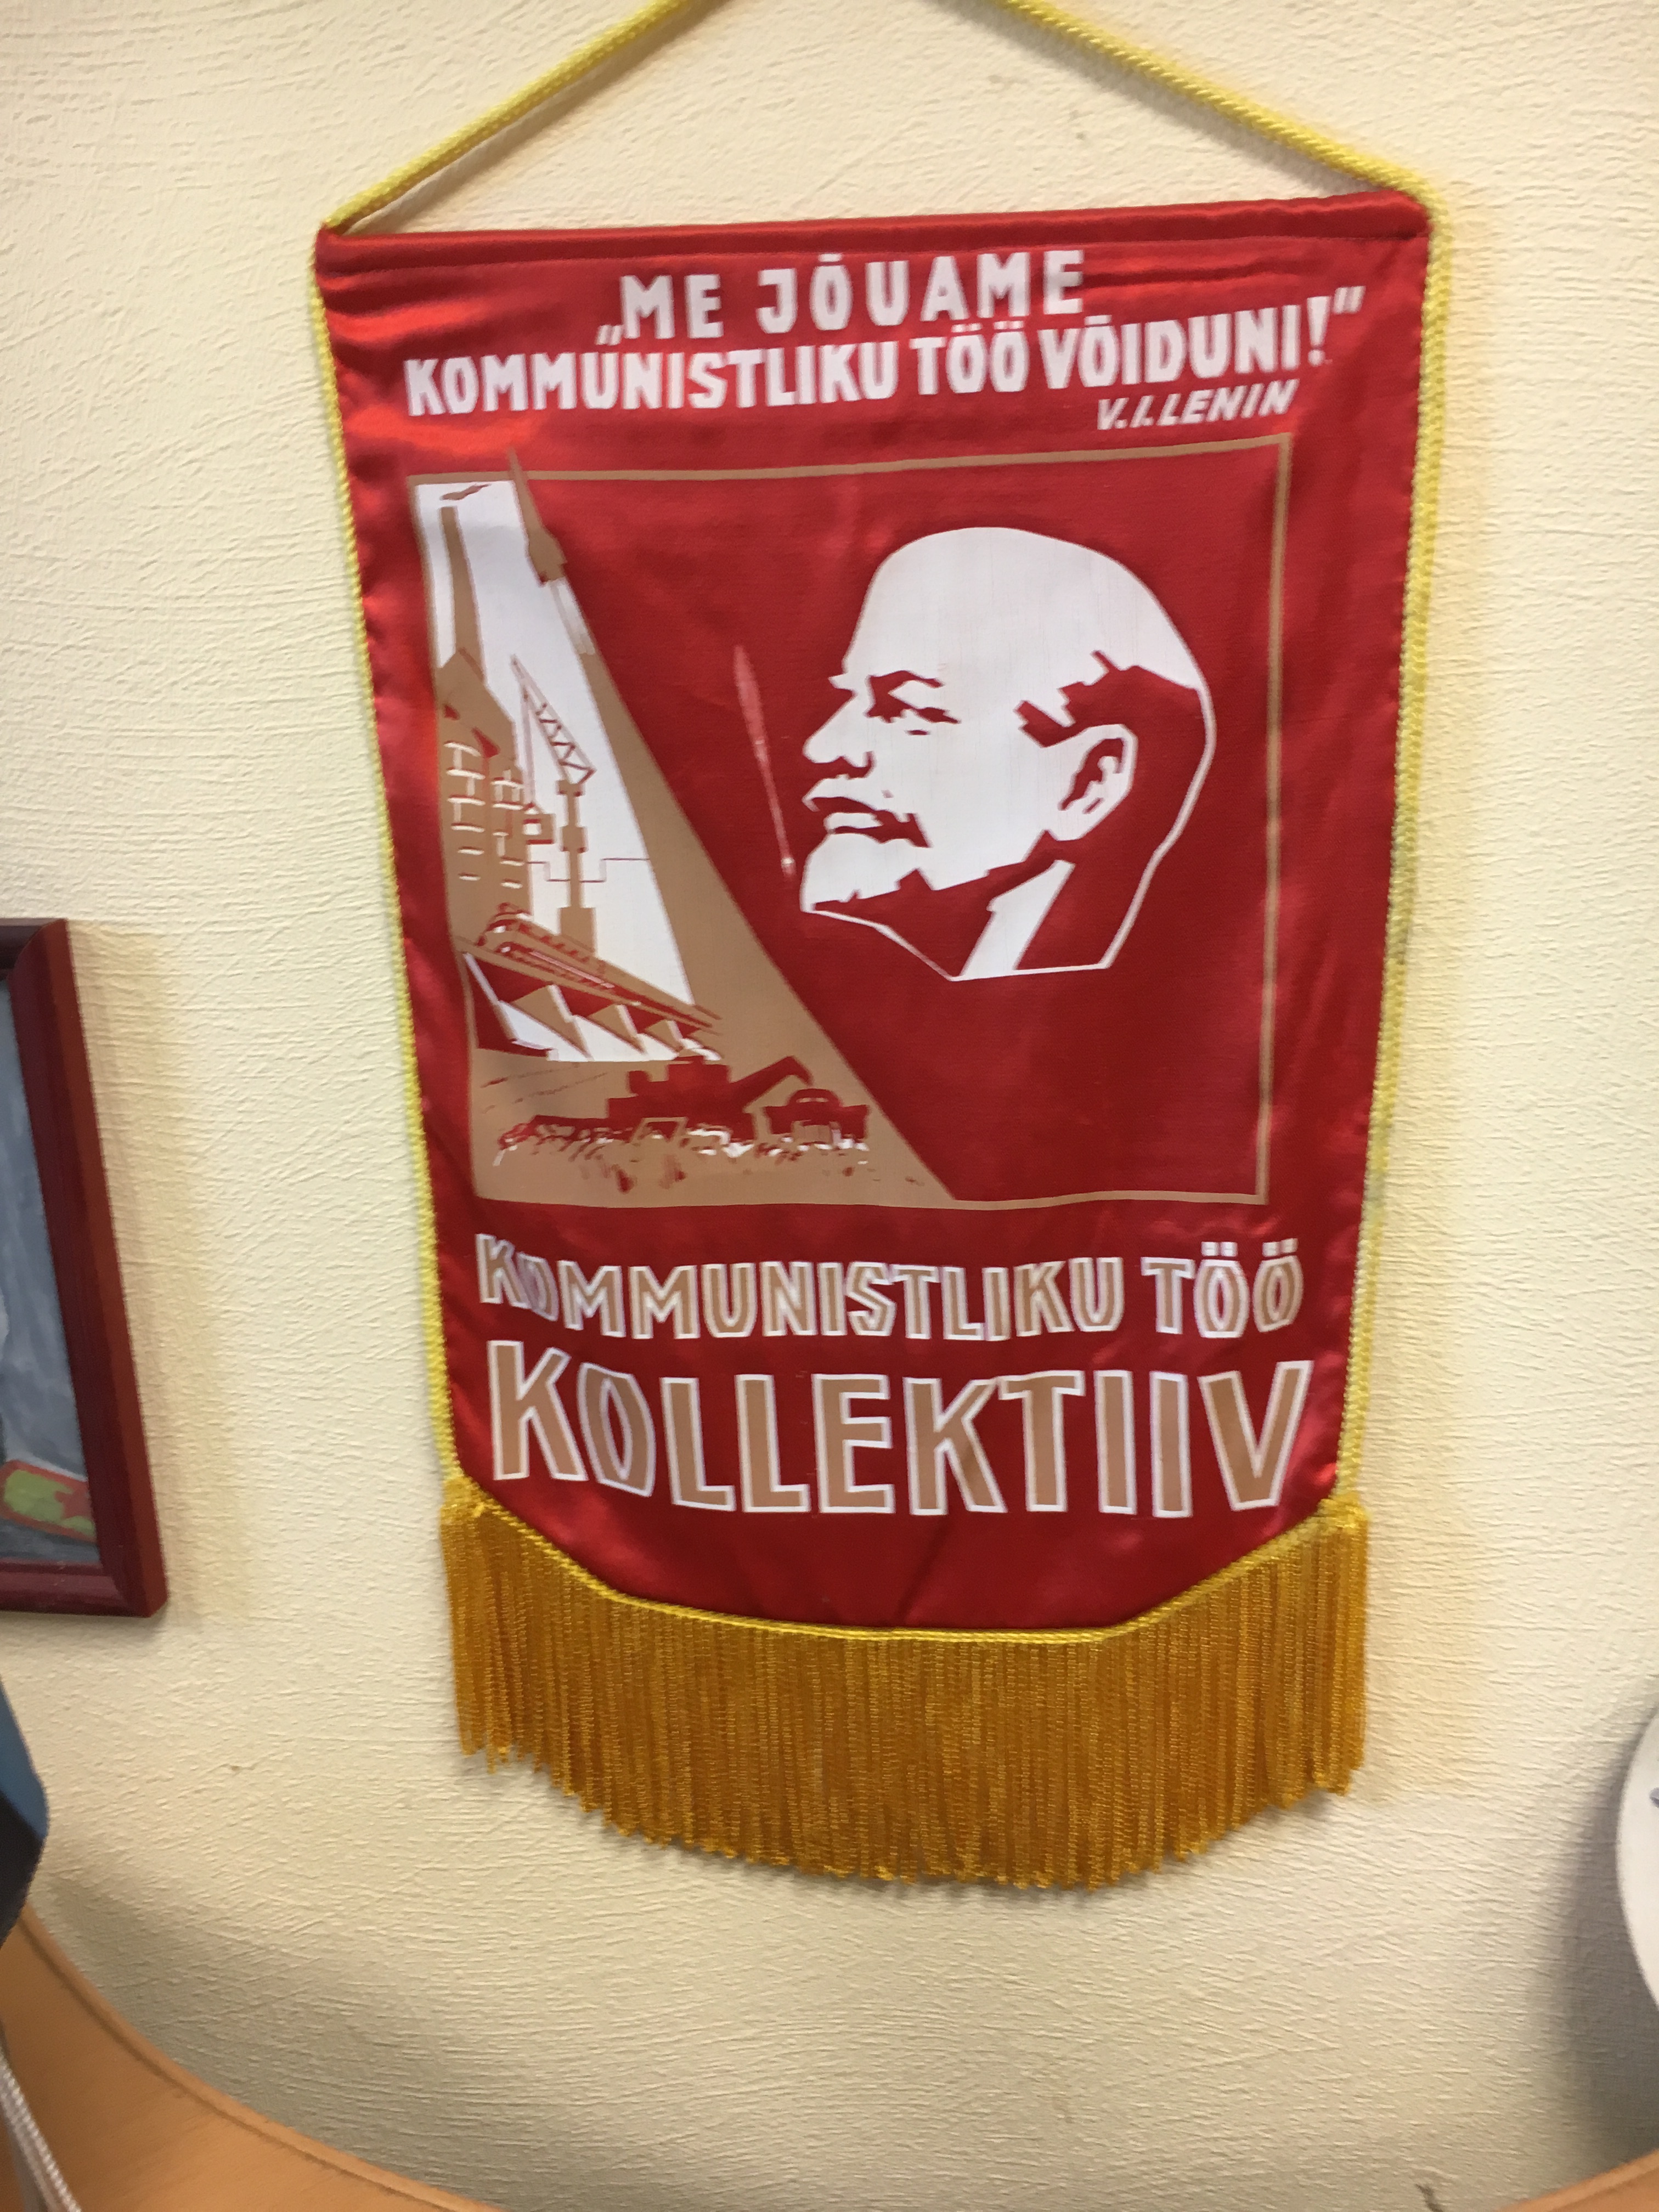 „ME JÕUAME
KOMMUNISTLIKU TÖÖ VÕIDUNI!"
V.I.LENIN
KOMMUNISTLIKU TÖÖ
KOLLEKTIIV